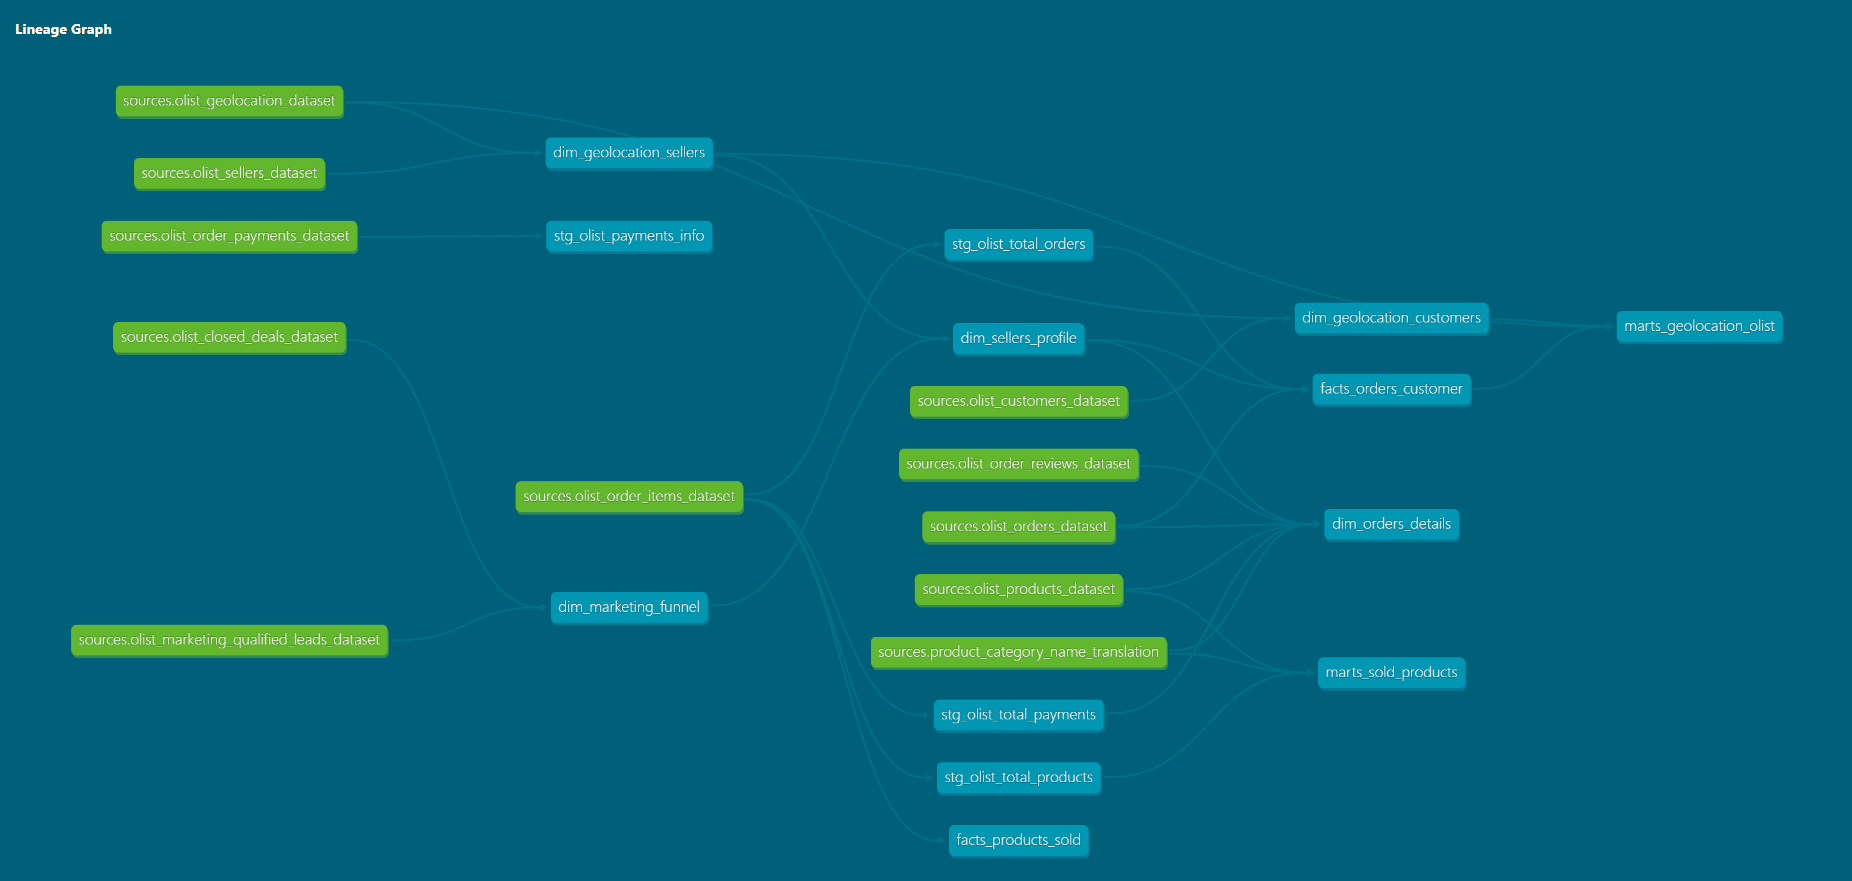 Lineage Graph
sources.olist_geolocation_dataset
dim_geolocation_sellers
sources.olist_sellers_dataset
sources.olist_order_payments_dataset
stg_olist_payments_info
stg_olist_total_orders
dim_geolocation_customers
marts_geolocation_olist
sources.olist_closed_deals_dataset
dim_sellers_profile
facts_orders_customer
sources.olist_customers_dataset
sources.olist_order_reviews_dataset
sources.olist_order_items_dataset
sources.olist_orders_dataset
dim_orders_details
sources.olist_products_dataset
dim_marketing_funnel
sources.olist_marketing_qualified_leads_dataset
sources.product_category_name_translation
marts_sold_products
stg_olist_total_payments
stg_olist_total_products
facts_products_sold